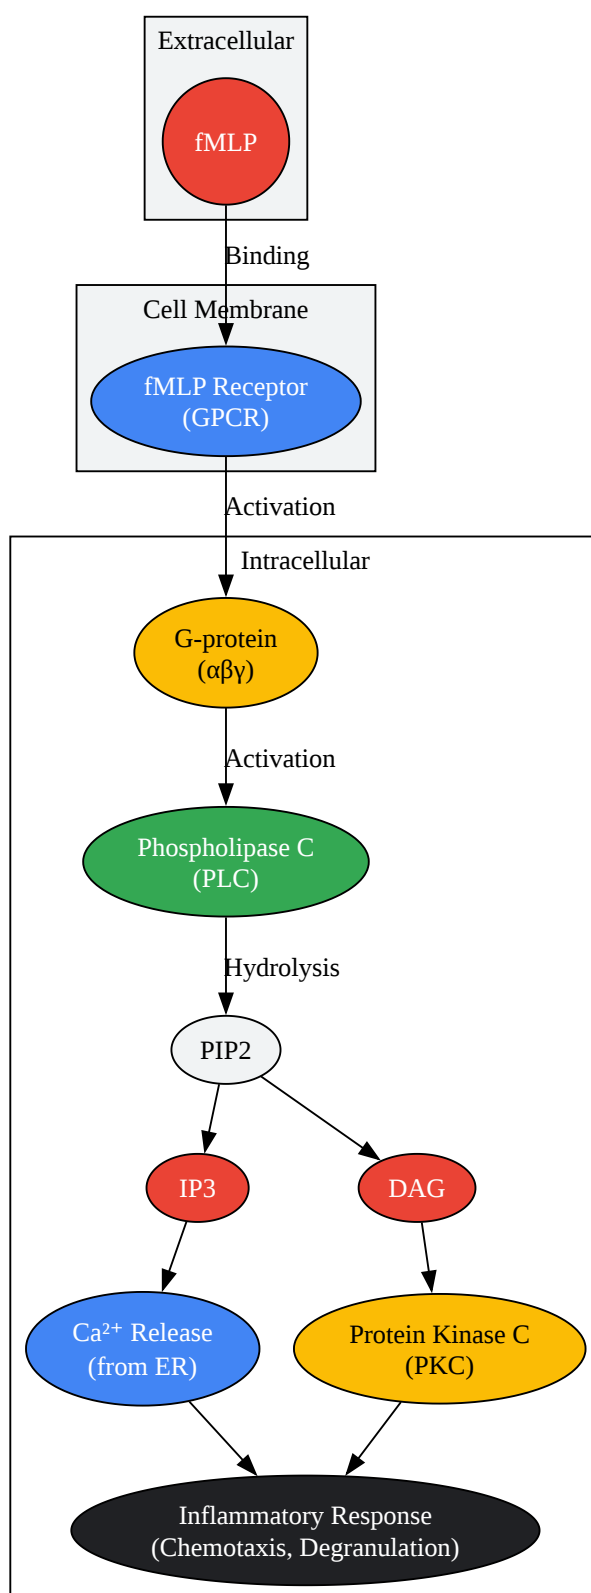 Extracellular
fMLP
Binding
Cell Membrane
fMLP Receptor
(GPCR)
Activation
Intracellular
G-protein
(αβγ)
Activation
Phospholipase C
(PLC)
Hydrolysis
PIP2
IP3
DAG
Ca²⁺ Release
(from ER)
Protein Kinase C
(PKC)
Inflammatory Response
(Chemotaxis, Degranulation)